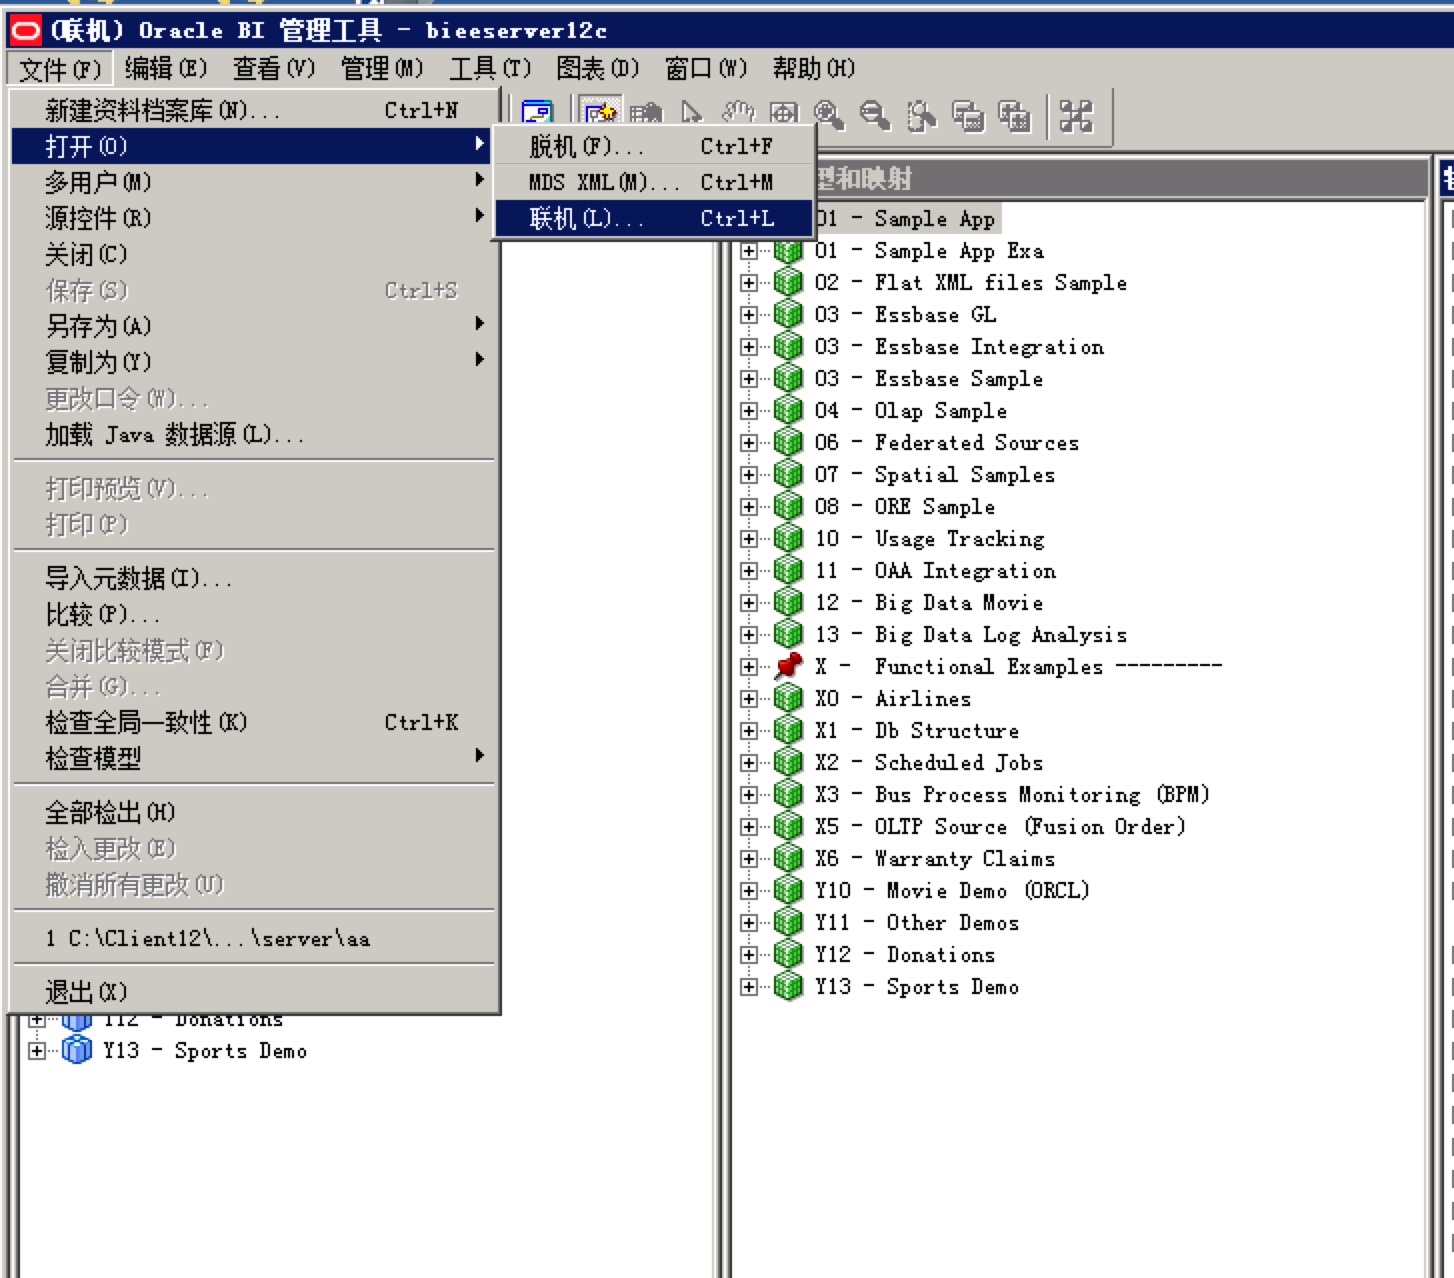 (联机) Oracle BI 管理工具 - bieeserver12c
文件(F) 编辑(E) 查看(V) 管理(M) 工具(T) 图表(D) 窗口(W) 帮助(H)
新建资料档案库(N)... Ctrl+N
打开(O)
多用户(M)
源控件(R)
关闭(C)
保存(S) Ctrl+S
另存为(A)
复制为(Y)
更改口令(W)...
加载 Java 数据源(L)...
打印预览(V)...
打印(P)
导入元数据(I)...
比较(P)...
关闭比较模式(F)
合并(G)...
检查全局一致性(K) Ctrl+K
检查模型
全部检出(H)
检入更改(E)
撤消所有更改(U)
1 C:\Client12\...\server\aa
退出(X)
脱机(F)... Ctrl+F
MDS XML(M)... Ctrl+M
联机(L)... Ctrl+L
Y12 - Donations
Y13 - Sports Demo
型和映射
01 - Sample App
01 - Sample App Exa
02 - Flat XML files Sample
03 - Essbase GL
03 - Essbase Integration
03 - Essbase Sample
04 - Olap Sample
06 - Federated Sources
07 - Spatial Samples
08 - ORE Sample
10 - Usage Tracking
11 - OAA Integration
12 - Big Data Movie
13 - Big Data Log Analysis
X - Functional Examples ---------
X0 - Airlines
X1 - Db Structure
X2 - Scheduled Jobs
X3 - Bus Process Monitoring (BPM)
X5 - OLTP Source (Fusion Order)
X6 - Warranty Claims
Y10 - Movie Demo (ORCL)
Y11 - Other Demos
Y12 - Donations
Y13 - Sports Demo